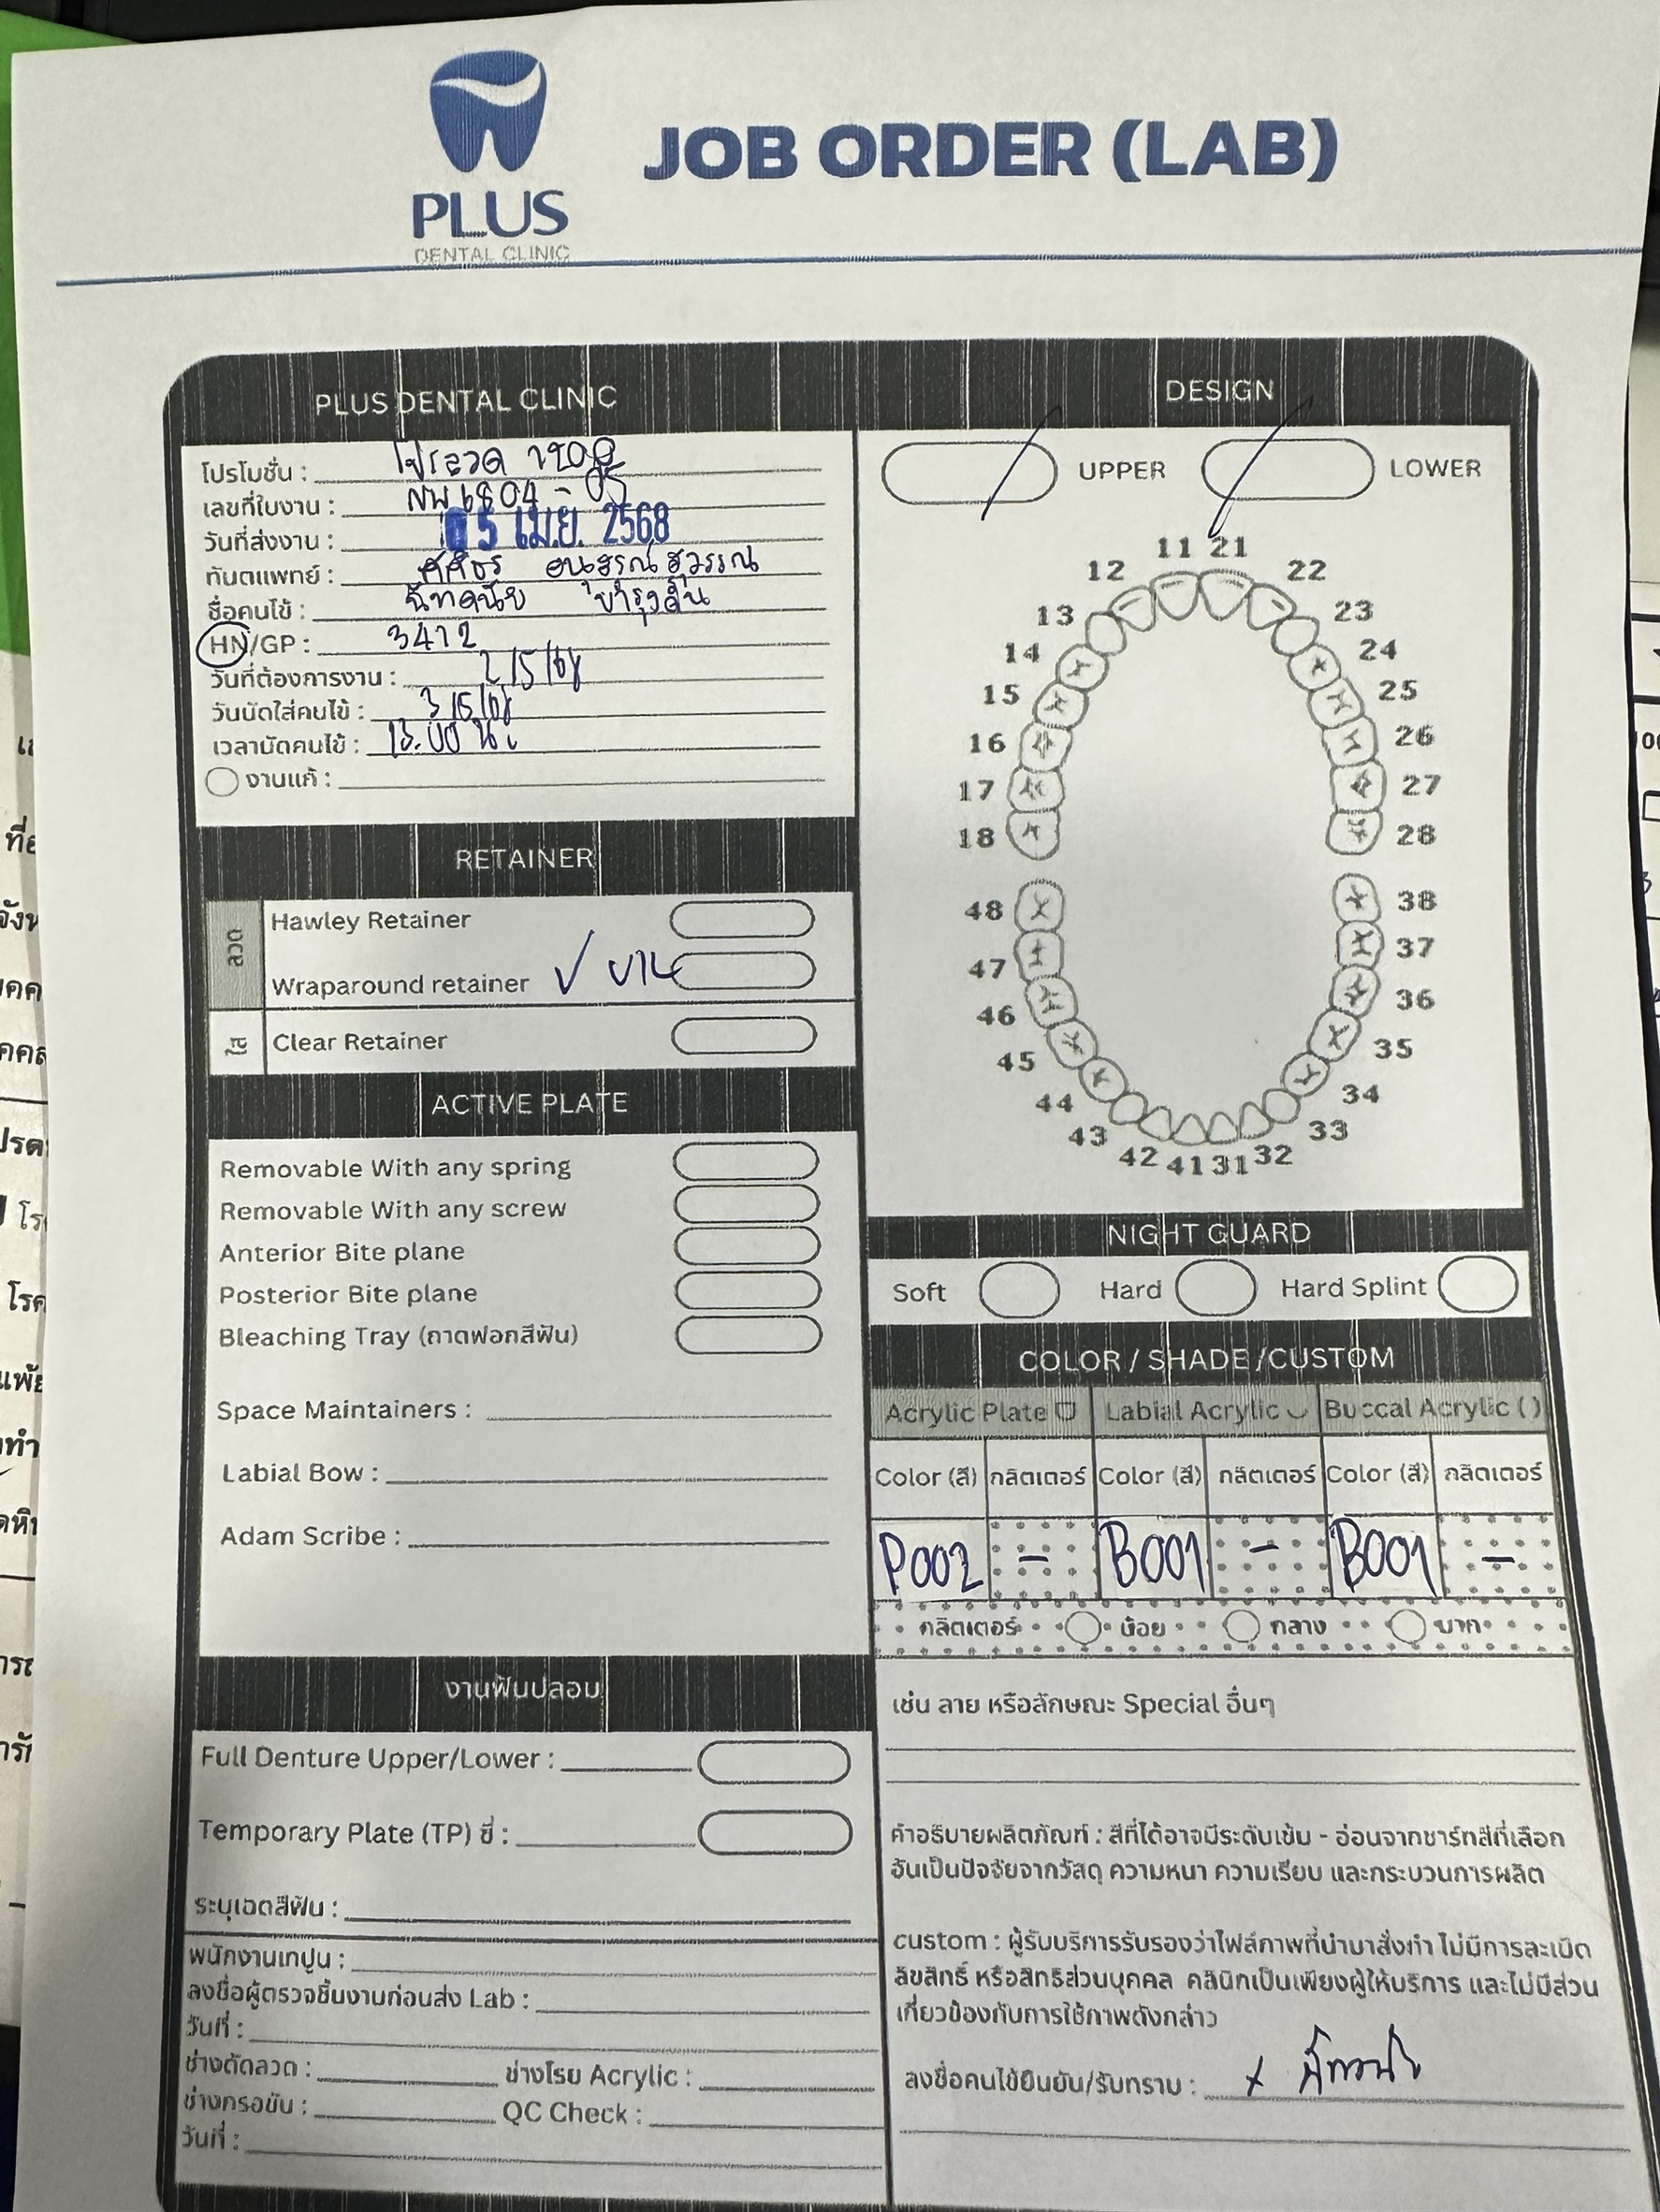 PLUS
DENTAL CLINIC
JOB ORDER (LAB)
PLUS DENTAL CLINIC
โปรโมชั่น : โปรลวด 1200
เลขที่ใบงาน : NW 6804 - 05
วันที่ส่งงาน : 05 เม.ย. 2568
ทันตแพทย์ :
ชื่อคนไข้ :
HN/GP : 3412
วันที่ต้องการงาน : 2/5/68
วันนัดใส่คนไข้ : 3/5/68
เวลานัดคนไข้ : 13.00 น.
งานแก้ :
DESIGN
UPPER
LOWER
11 21
12 22
13 23
14 24
15 25
16 26
17 27
18 28
48 38
47 37
46 36
45 35
44 34
43 33
42 41 31 32
RETAINER
ลวด
Hawley Retainer
Wraparound retainer ✓ บาน
ใส
Clear Retainer
ACTIVE PLATE
Removable With any spring
Removable With any screw
Anterior Bite plane
Posterior Bite plane
Bleaching Tray (ถาดฟอกสีฟัน)
Space Maintainers :
Labial Bow :
Adam Scribe :
NIGHT GUARD
Soft Hard Hard Splint
COLOR / SHADE /CUSTOM
Acrylic Plate Labial Acrylic Buccal Acrylic ( )
Color (สี) กลิตเตอร์ Color (สี) กลิตเตอร์ Color (สี) กลิตเตอร์
P002 - B001 - B001 -
กลิตเตอร์ น้อย กลาง มาก
เช่น ลาย หรือลักษณะ Special อื่นๆ
คำอธิบายผลิตภัณฑ์ : สีที่ได้อาจมีระดับเข้ม - อ่อนจากชาร์ทสีที่เลือก
อันเป็นปัจจัยจากวัสดุ ความหนา ความเรียบ และกระบวนการผลิต
custom : ผู้รับบริการรับรองว่าไฟล์ภาพที่นำมาสั่งทำ ไม่มีการละเมิด
ลิขสิทธิ์ หรือสิทธิส่วนบุคคล คลินิกเป็นเพียงผู้ให้บริการ และไม่มีส่วน
เกี่ยวข้องกับการใช้ภาพดังกล่าว
ลงชื่อคนไข้ยืนยัน/รับทราบ : x
งานฟันปลอม
Full Denture Upper/Lower :
Temporary Plate (TP) ซี่ :
ระบุเฉดสีฟัน :
พนักงานเทปูน :
ลงชื่อผู้ตรวจชิ้นงานก่อนส่ง Lab :
วันที่ :
ช่างดัดลวด : ช่างโรย Acrylic :
ช่างกรอขัน : QC Check :
วันที่ :